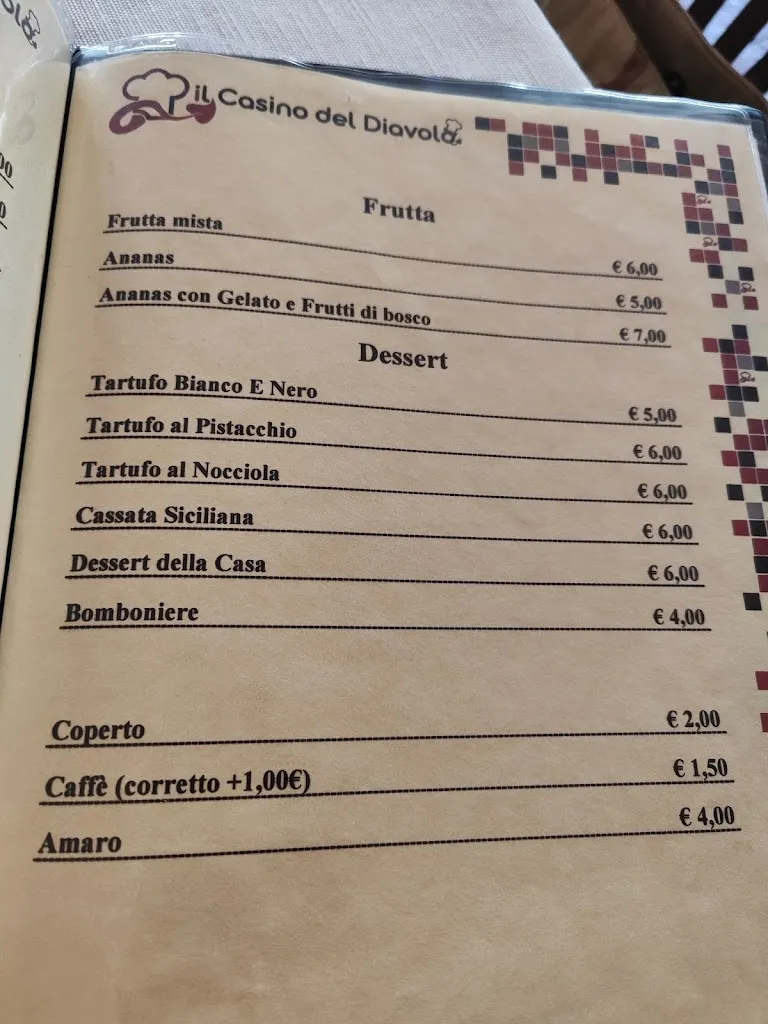 il Casino del Diavolo
Frutta
Frutta mista € 6,00
Ananas € 5,00
Ananas con Gelato e Frutti di bosco € 7,00
Dessert
Tartufo Bianco E Nero € 5,00
Tartufo al Pistacchio € 6,00
Tartufo al Nocciola € 6,00
Cassata Siciliana € 6,00
Dessert della Casa € 6,00
Bomboniere € 4,00
Coperto € 2,00
Caffè (corretto +1,00€) € 1,50
Amaro € 4,00